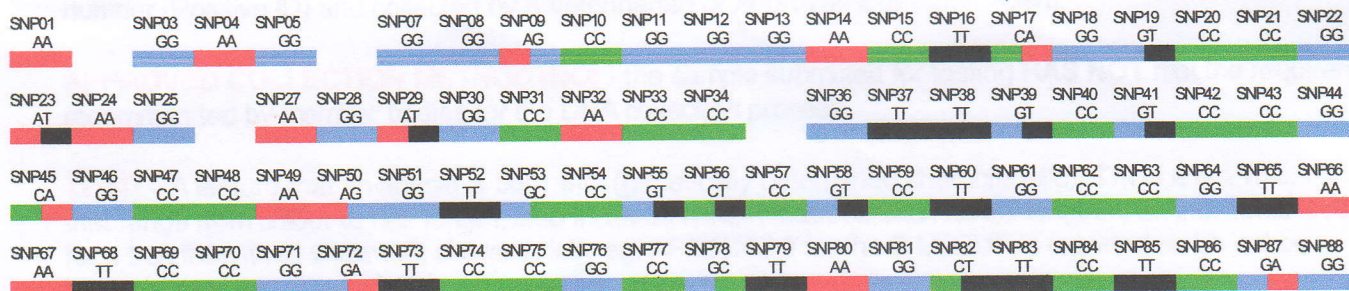 SNP01 SNP03 SNP04 SNP05 SNP07 SNP08 SNP09 SNP10 SNP11 SNP12 SNP13 SNP14 SNP15 SNP16 SNP17 SNP18 SNP19 SNP20 SNP21 SNP22
AA GG AA GG GG GG AG CC GG GG GG AA CC TT CA GG GT CC CC GG
SNP23 SNP24 SNP25 SNP27 SNP28 SNP29 SNP30 SNP31 SNP32 SNP33 SNP34 SNP36 SNP37 SNP38 SNP39 SNP40 SNP41 SNP42 SNP43 SNP44
AT AA GG AA GG AT GG CC AA CC CC GG TT TT GT CC GT CC CC GG
SNP45 SNP46 SNP47 SNP48 SNP49 SNP50 SNP51 SNP52 SNP53 SNP54 SNP55 SNP56 SNP57 SNP58 SNP59 SNP60 SNP61 SNP62 SNP63 SNP64 SNP65 SNP66
CA GG CC CC AA AG GG TT GC CC GT CT CC GT CC TT GG CC CC GG TT AA
SNP67 SNP68 SNP69 SNP70 SNP71 SNP72 SNP73 SNP74 SNP75 SNP76 SNP77 SNP78 SNP79 SNP80 SNP81 SNP82 SNP83 SNP84 SNP85 SNP86 SNP87 SNP88
AA TT CC CC GG GA TT CC CC GG CC GC TT AA GG CT TT CC TT CC GA GG